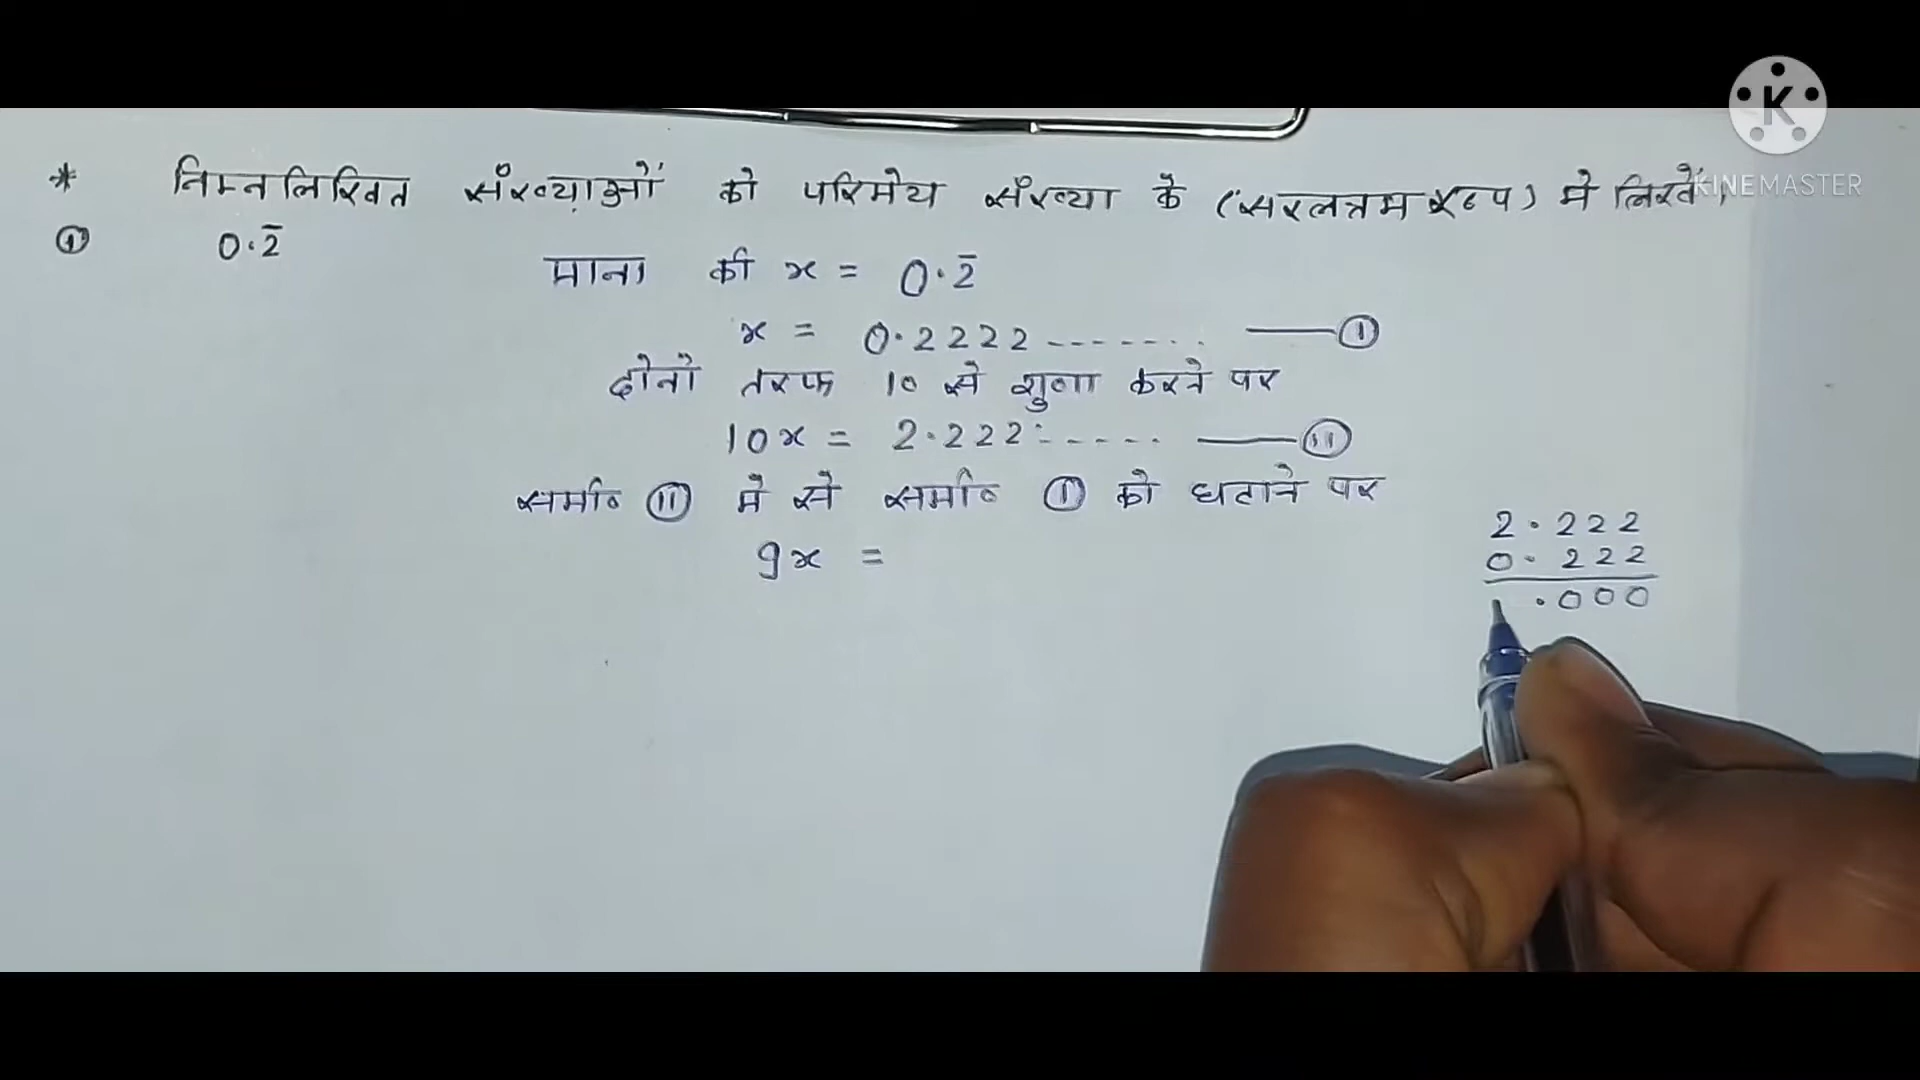 * निम्नलिखित संख्याओं को परिमेय संख्या के (सरलतम रूप) में लिखें।
① 0.2̄
माना की x = 0.2̄
x = 0.2222 ------- —— ①
दोनों तरफ 10 से गुणा करने पर
10x = 2.222 ------ —— ⑪
समी० ⑪ में से समी० ① को घटाने पर
9x =
2.222
0.222
.000
K
KINEMASTER